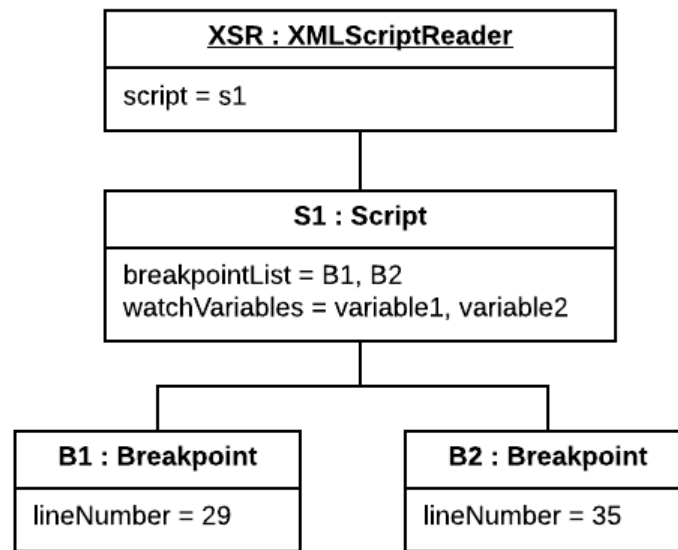 XSR : XMLScriptReader
script = s1
S1 : Script
breakpointList = B1, B2
watchVariables = variable1, variable2
B1 : Breakpoint
lineNumber = 29
B2 : Breakpoint
lineNumber = 35